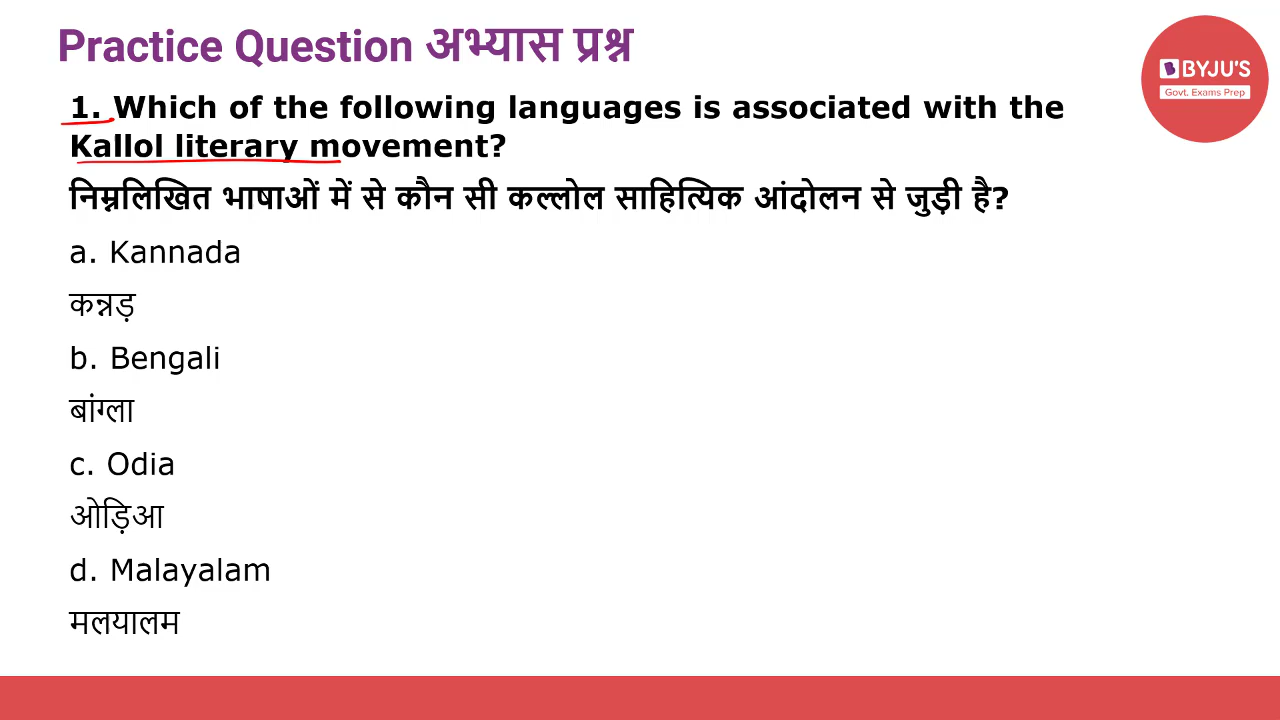 Practice Question अभ्यास प्रश्न
BYJU'S
Govt. Exams Prep
1. Which of the following languages is associated with the
Kallol literary movement?
निम्नलिखित भाषाओं में से कौन सी कल्लोल साहित्यिक आंदोलन से जुड़ी है?
a. Kannada
कन्नड़
b. Bengali
बांग्ला
c. Odia
ओड़िआ
d. Malayalam
मलयालम